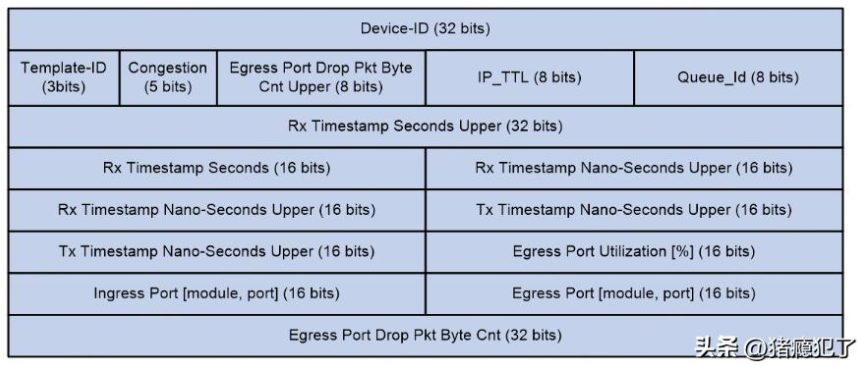 Device-ID (32 bits)
Template-ID Congestion Egress Port Drop Pkt Byte IP_TTL (8 bits) Queue_Id (8 bits)
(3bits) (5 bits) Cnt Upper (8 bits)
Rx Timestamp Seconds Upper (32 bits)
Rx Timestamp Seconds (16 bits) Rx Timestamp Nano-Seconds Upper (16 bits)
Rx Timestamp Nano-Seconds Upper (16 bits) Tx Timestamp Nano-Seconds Upper (16 bits)
Tx Timestamp Nano-Seconds Upper (16 bits) Egress Port Utilization [%] (16 bits)
Ingress Port [module, port] (16 bits) Egress Port [module, port] (16 bits)
Egress Port Drop Pkt Byte Cnt (32 bits)
头条 @猪瘾犯了